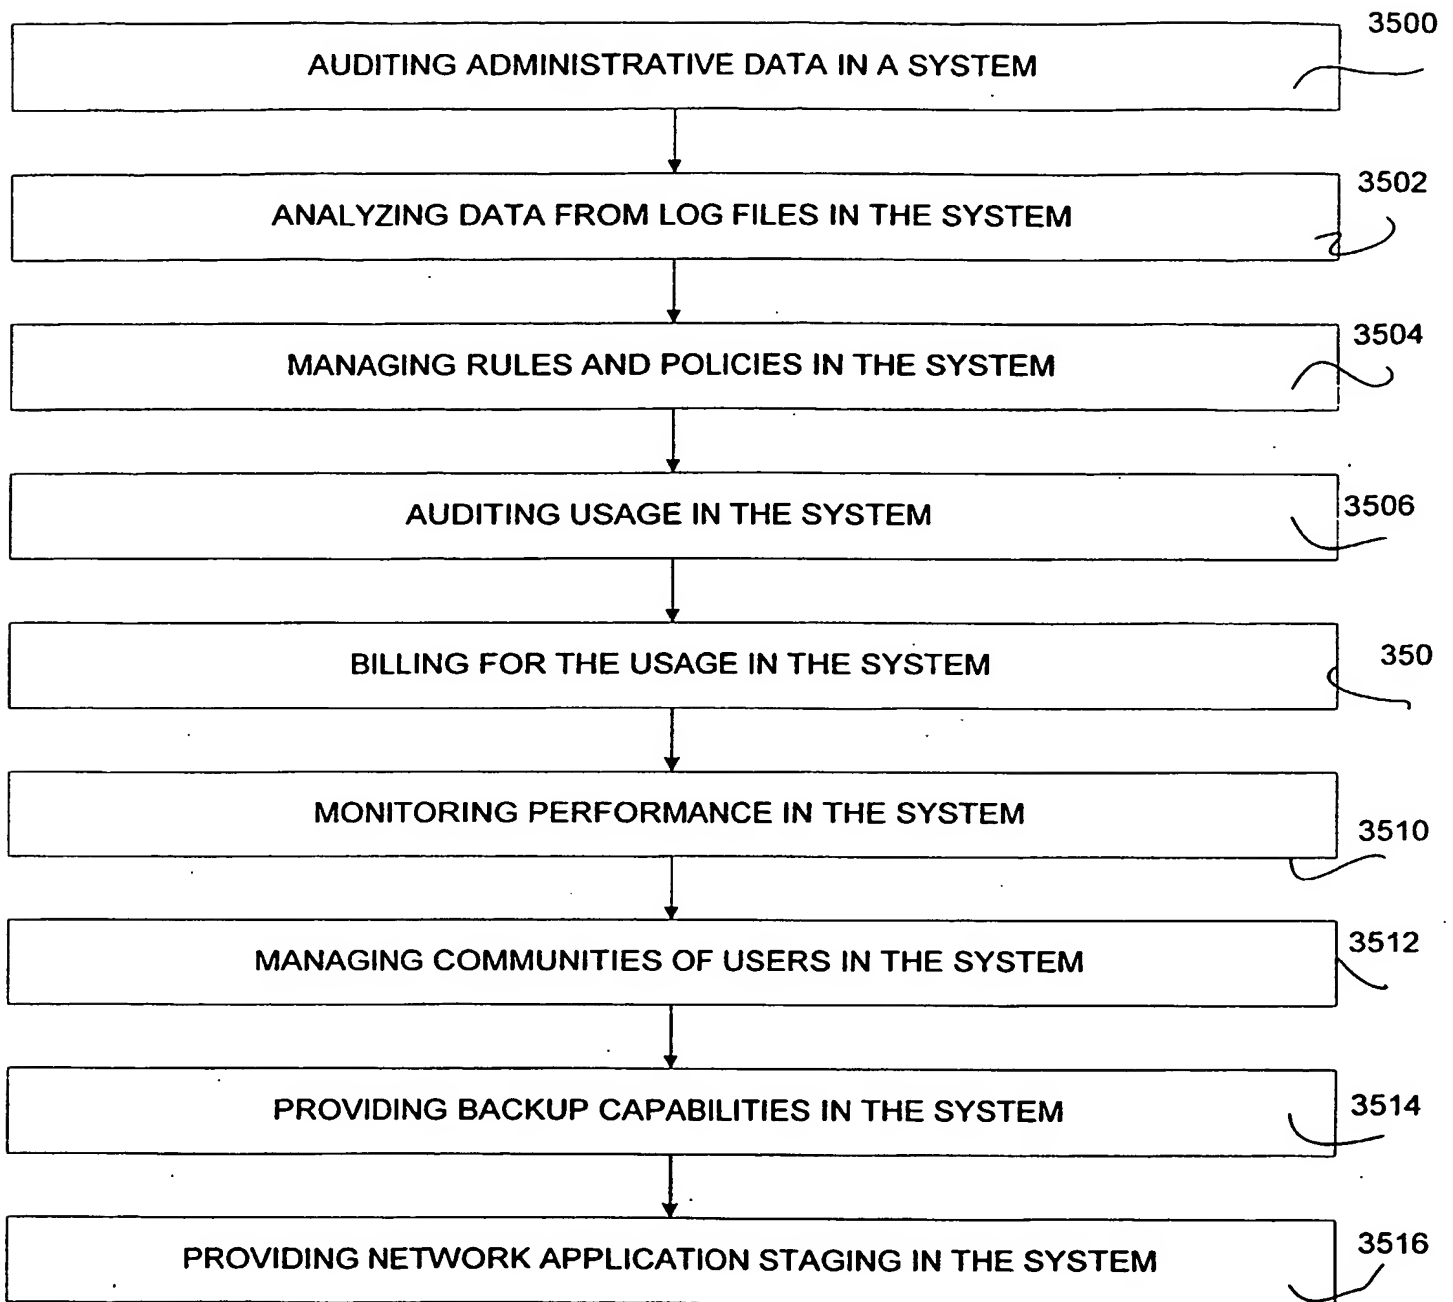 3500
AUDITING ADMINISTRATIVE DATA IN A SYSTEM
3502
ANALYZING DATA FROM LOG FILES IN THE SYSTEM
3504
MANAGING RULES AND POLICIES IN THE SYSTEM
3506
AUDITING USAGE IN THE SYSTEM
350
BILLING FOR THE USAGE IN THE SYSTEM
MONITORING PERFORMANCE IN THE SYSTEM
3510
3512
MANAGING COMMUNITIES OF USERS IN THE SYSTEM
3514
PROVIDING BACKUP CAPABILITIES IN THE SYSTEM
3516
PROVIDING NETWORK APPLICATION STAGING IN THE SYSTEM